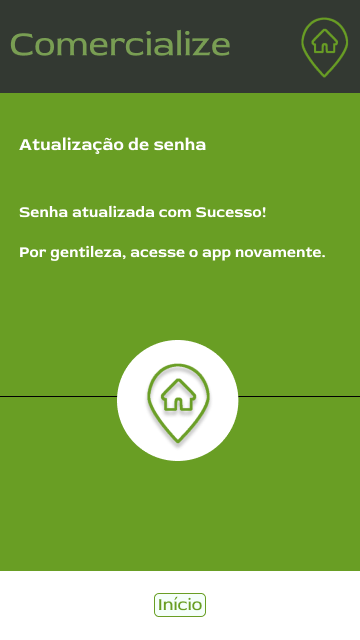 Comercialize
Atualização de senha
Senha atualizada com Sucesso!
Por gentileza, acesse o app novamente.
Início